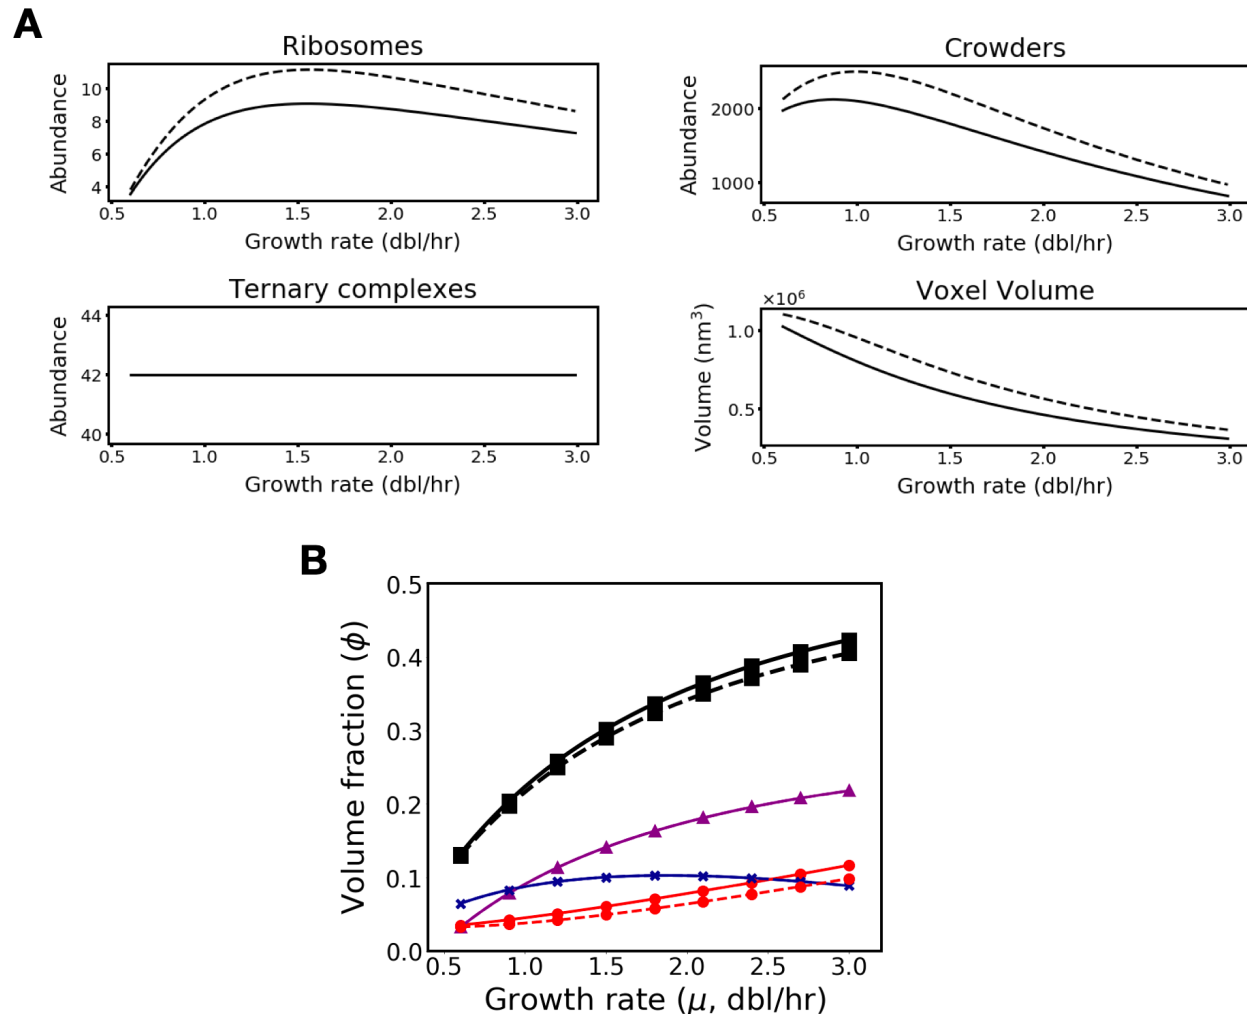 A
Ribosomes
Abundance
10
8
6
4
0.5 1.0 1.5 2.0 2.5 3.0
Growth rate (dbl/hr)
Crowders
Abundance
2000
1000
0.5 1.0 1.5 2.0 2.5 3.0
Growth rate (dbl/hr)
Ternary complexes
Abundance
44
42
40
0.5 1.0 1.5 2.0 2.5 3.0
Growth rate (dbl/hr)
Voxel Volume
×10⁶
Volume (nm³)
1.0
0.5
0.5 1.0 1.5 2.0 2.5 3.0
Growth rate (dbl/hr)
B
Volume fraction (ϕ)
0.5
0.4
0.3
0.2
0.1
0.0
0.5 1.0 1.5 2.0 2.5 3.0
Growth rate (μ, dbl/hr)